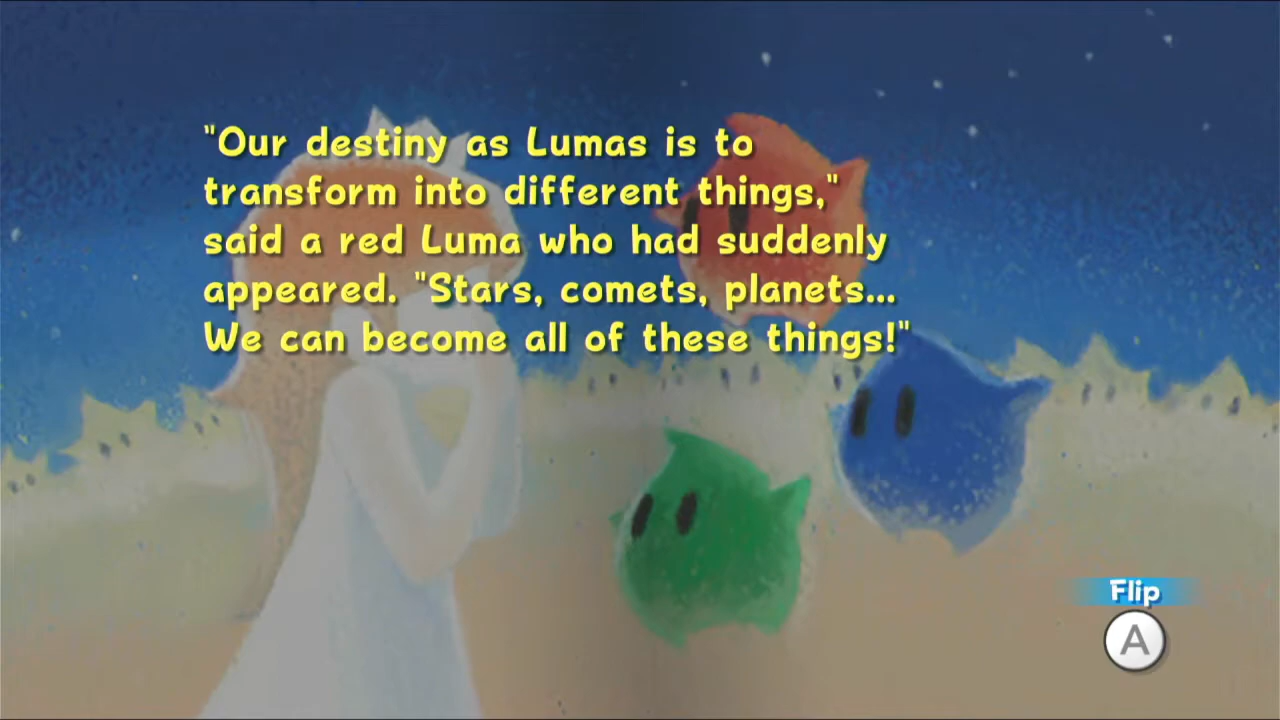 "Our destiny as Lumas is to
transform into different things,"
said a red Luma who had suddenly
appeared. "Stars, comets, planets...
We can become all of these things!"
Flip
A